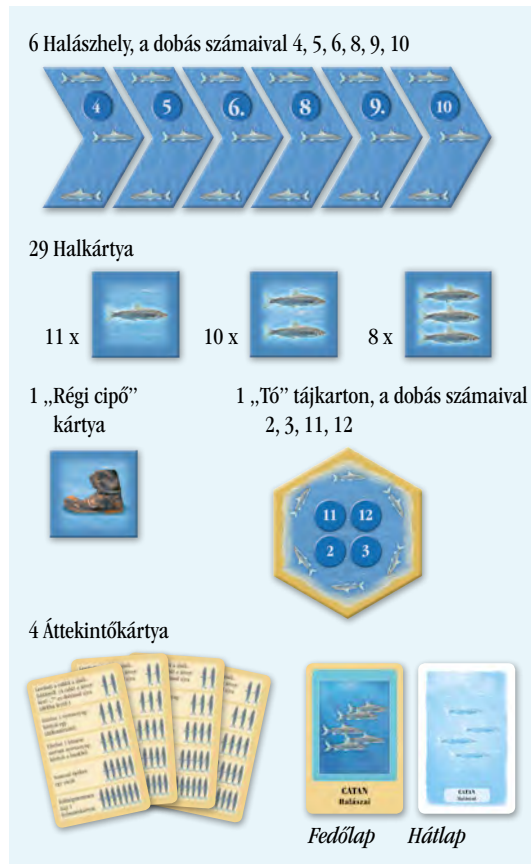 6 Halászhely, a dobás számaival 4, 5, 6, 8, 9, 10
4 5 6. 8 9. 10
29 Halkártya
11 x 10 x 8 x
1 „Régi cipő”
kártya
1 „Tó” tájkarton, a dobás számaival
2, 3, 11, 12
11 12
2 3
4 Áttekintőkártya
CATAN
Halászai
CATAN
Halászai
Fedőlap Hátlap